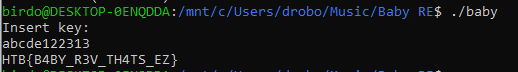 birdo@DESKTOP-0ENQDDA:/mnt/c/Users/drobo/Music/Baby RE$ ./baby
Insert key:
abcde122313
HTB{B4BY_R3V_TH4TS_EZ}